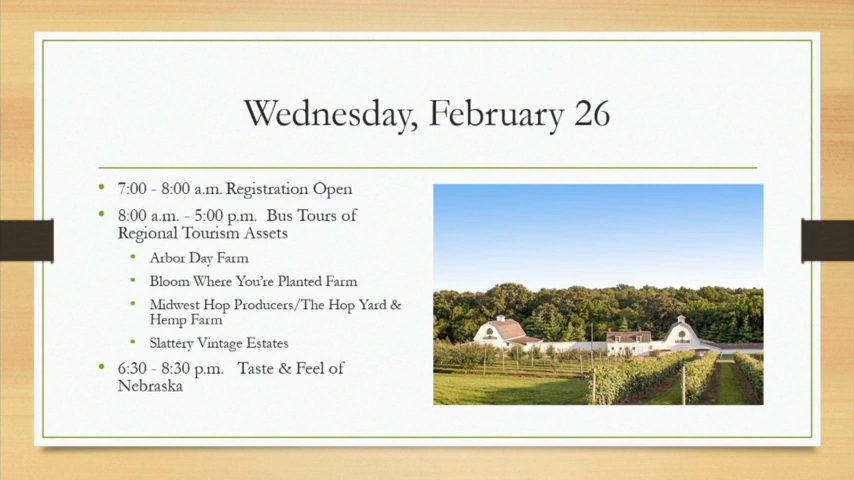 Wednesday, February 26
• 7:00 - 8:00 a.m. Registration Open
• 8:00 a.m. - 5:00 p.m. Bus Tours of
Regional Tourism Assets
• Arbor Day Farm
• Bloom Where You're Planted Farm
• Midwest Hop Producers/The Hop Yard &
Hemp Farm
• Slattery Vintage Estates
• 6:30 - 8:30 p.m. Taste & Feel of
Nebraska